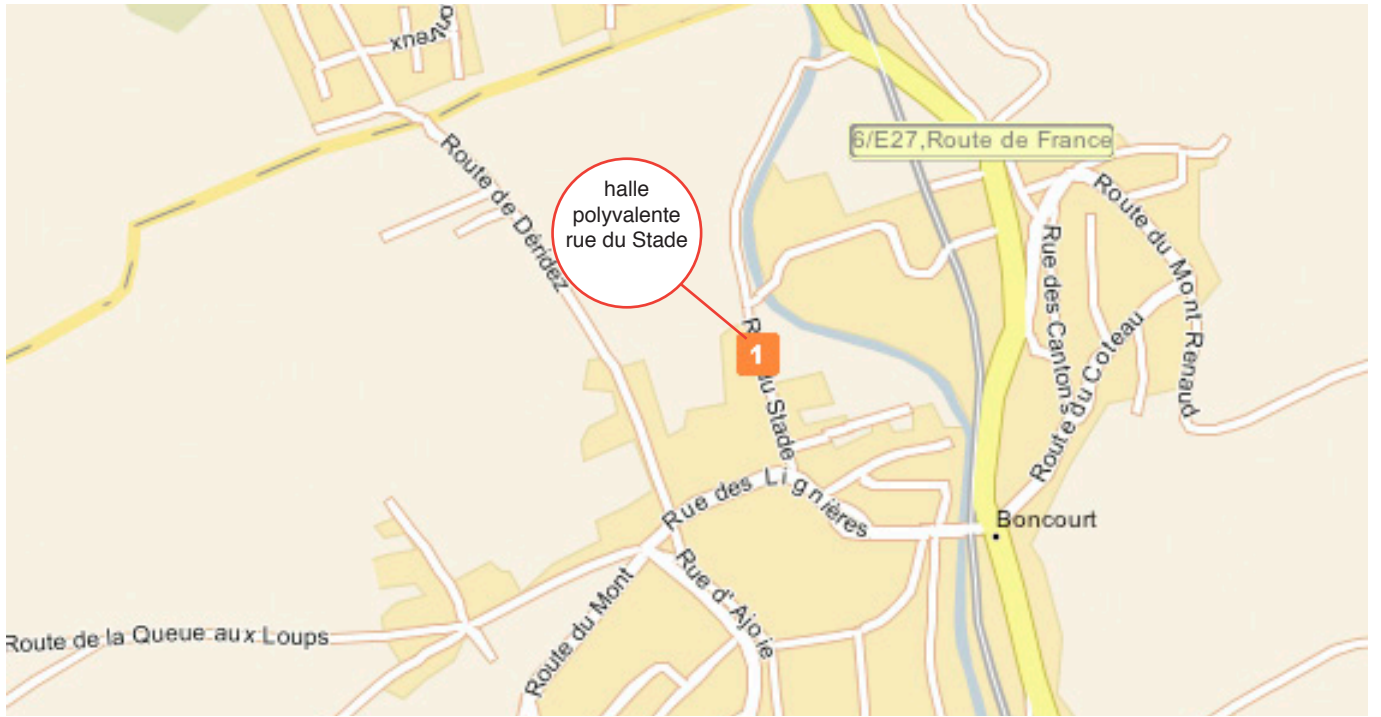 6/E27,Route de France
Route de Déridez
halle
polyvalente
rue du Stade
1
du Stade
Route du Mont Renaud
Rue des Cantons
Route du Coteau
Rue des Lignières
Boncourt
Rue d'Ajoie
Route du Mont
Route de la Queue aux Loups